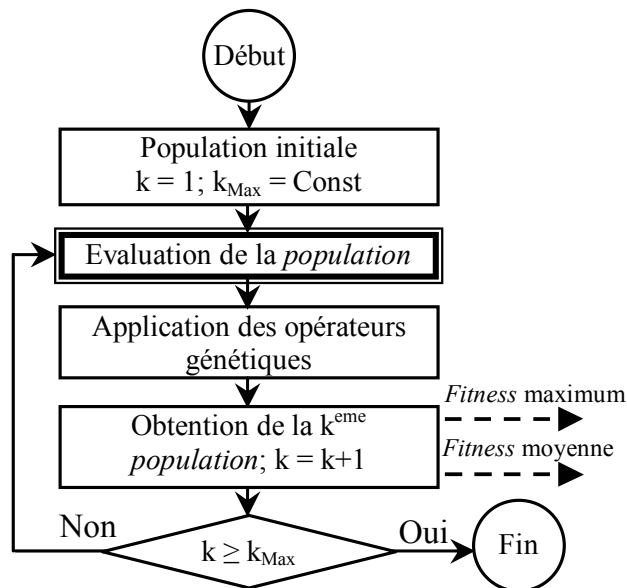 Début
Population initiale
k = 1; kMax = Const
Evaluation de la population
Application des opérateurs
génétiques
Fitness maximum
Obtention de la keme
population; k = k+1
Fitness moyenne
Non
k ≥ kMax
Oui
Fin